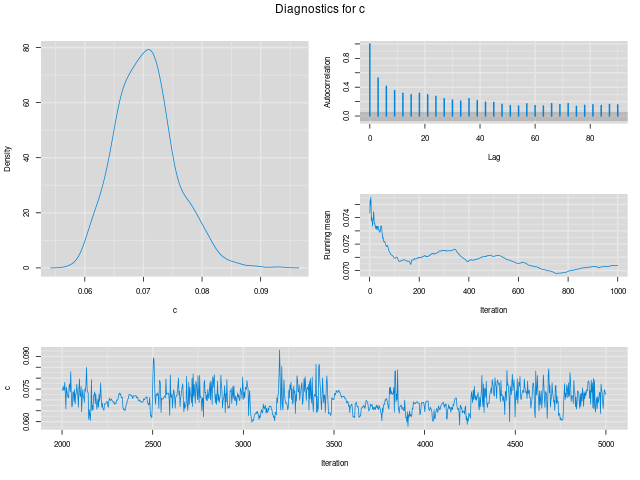 Diagnostics for c
Density
0 20 40 60 80
0.06 0.07 0.08 0.09
c
Autocorrelation
0.0 0.4 0.8
0 20 40 60 80
Lag
Running mean
0.070 0.072 0.074
0 200 400 600 800 1000
Iteration
c
0.060 0.075 0.090
2000 2500 3000 3500 4000 4500 5000
Iteration